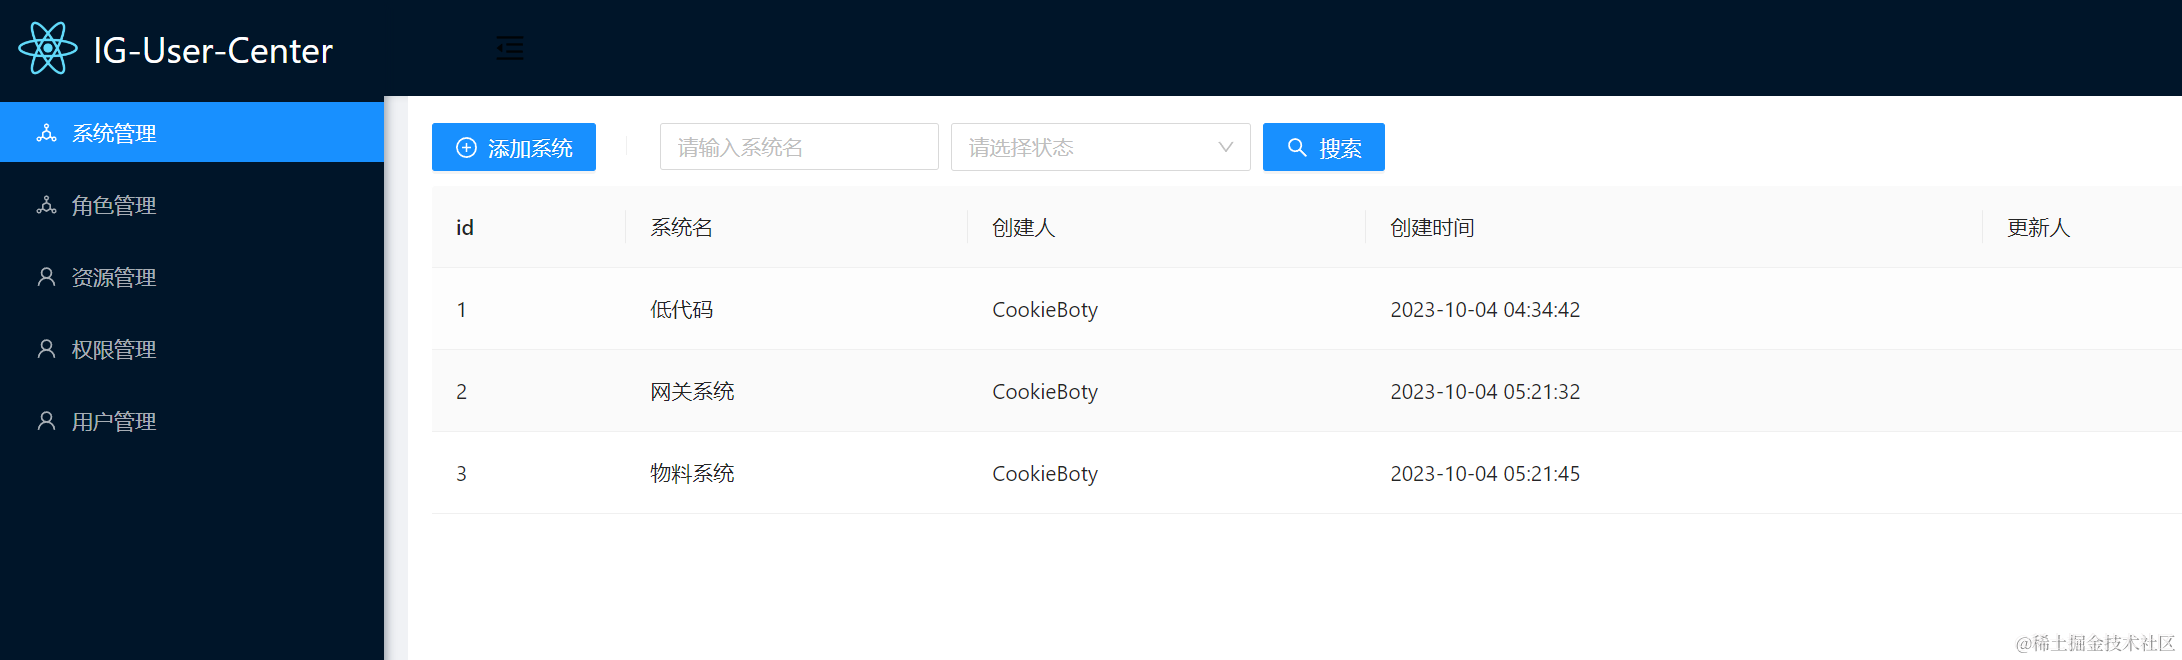 IG-User-Center
系统管理
角色管理
资源管理
权限管理
用户管理
添加系统 请输入系统名 请选择状态 搜索
id 系统名 创建人 创建时间 更新人
1 低代码 CookieBoty 2023-10-04 04:34:42
2 网关系统 CookieBoty 2023-10-04 05:21:32
3 物料系统 CookieBoty 2023-10-04 05:21:45
@稀土掘金技术社区